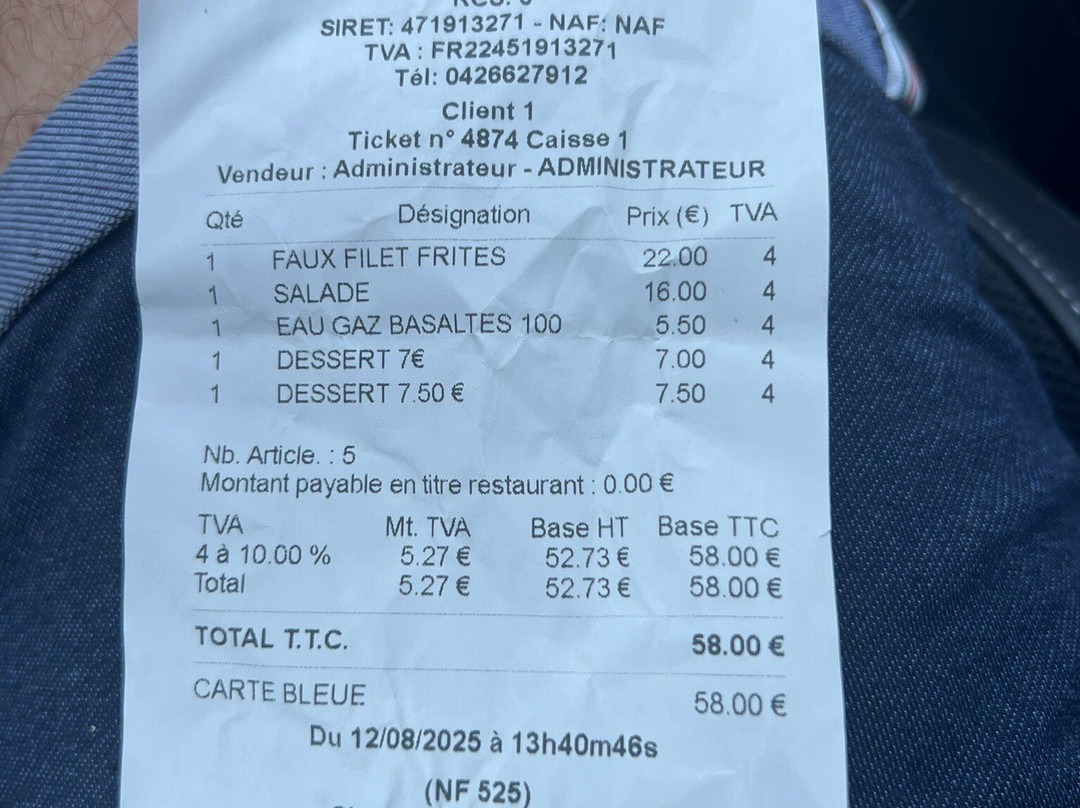 SIRET: 471913271 - NAF: NAF
TVA : FR22451913271
Tél: 0426627912
Client 1
Ticket n° 4874 Caisse 1
Vendeur : Administrateur - ADMINISTRATEUR
Qté Désignation Prix (€) TVA
1 FAUX FILET FRITES 22.00 4
1 SALADE 16.00 4
1 EAU GAZ BASALTES 100 5.50 4
1 DESSERT 7€ 7.00 4
1 DESSERT 7.50 € 7.50 4
Nb. Article. : 5
Montant payable en titre restaurant : 0.00 €
TVA Mt. TVA Base HT Base TTC
4 à 10.00 % 5.27 € 52.73 € 58.00 €
Total 5.27 € 52.73 € 58.00 €
TOTAL T.T.C. 58.00 €
CARTE BLEUE 58.00 €
Du 12/08/2025 à 13h40m46s
(NF 525)